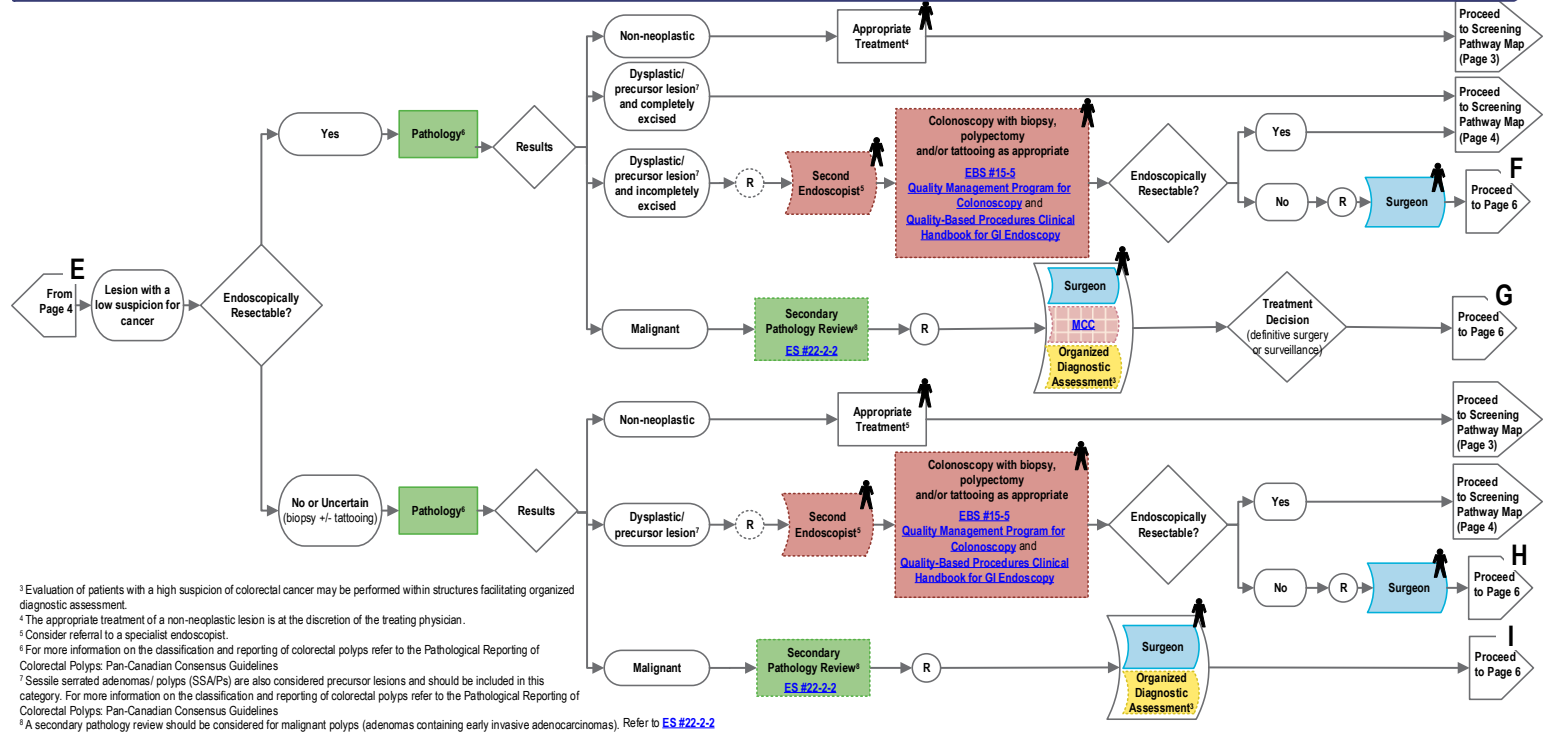 E
From
Page 4
Lesion with a
low suspicion for
cancer
Endoscopically
Resectable?
Yes
Pathology⁶
Results
Non-neoplastic
Appropriate
Treatment⁴
Proceed
to Screening
Pathway Map
(Page 3)
Dysplastic/
precursor lesion⁷
and completely
excised
Proceed
to Screening
Pathway Map
(Page 4)
Dysplastic/
precursor lesion⁷
and incompletely
excised
R
Second
Endoscopist⁵
Colonoscopy with biopsy,
polypectomy
and/or tattooing as appropriate
EBS #15-5
Quality Management Program for
Colonoscopy and
Quality-Based Procedures Clinical
Handbook for GI Endoscopy
Endoscopically
Resectable?
Yes
No
R
Surgeon
F
Proceed
to Page 6
Malignant
Secondary
Pathology Review⁸
ES #22-2-2
R
Surgeon
MCC
Organized
Diagnostic
Assessment³
Treatment
Decision
(definitive surgery
or surveillance)
G
Proceed
to Page 6
No or Uncertain
(biopsy +/- tattooing)
Pathology⁶
Results
Non-neoplastic
Appropriate
Treatment⁵
Proceed
to Screening
Pathway Map
(Page 3)
Dysplastic/
precursor lesion⁷
R
Second
Endoscopist⁵
Colonoscopy with biopsy,
polypectomy
and/or tattooing as appropriate
EBS #15-5
Quality Management Program for
Colonoscopy and
Quality-Based Procedures Clinical
Handbook for GI Endoscopy
Endoscopically
Resectable?
Yes
Proceed
to Screening
Pathway Map
(Page 4)
No
R
Surgeon
H
Proceed
to Page 6
Malignant
Secondary
Pathology Review⁸
ES #22-2-2
R
Surgeon
Organized
Diagnostic
Assessment³
I
Proceed
to Page 6
³ Evaluation of patients with a high suspicion of colorectal cancer may be performed within structures facilitating organized
diagnostic assessment.
⁴ The appropriate treatment of a non-neoplastic lesion is at the discretion of the treating physician.
⁵ Consider referral to a specialist endoscopist.
⁶ For more information on the classification and reporting of colorectal polyps refer to the Pathological Reporting of
Colorectal Polyps: Pan-Canadian Consensus Guidelines
⁷ Sessile serrated adenomas/ polyps (SSA/Ps) are also considered precursor lesions and should be included in this
category. For more information on the classification and reporting of colorectal polyps refer to the Pathological Reporting of
Colorectal Polyps: Pan-Canadian Consensus Guidelines
⁸ A secondary pathology review should be considered for malignant polyps (adenomas containing early invasive adenocarcinomas). Refer to ES #22-2-2